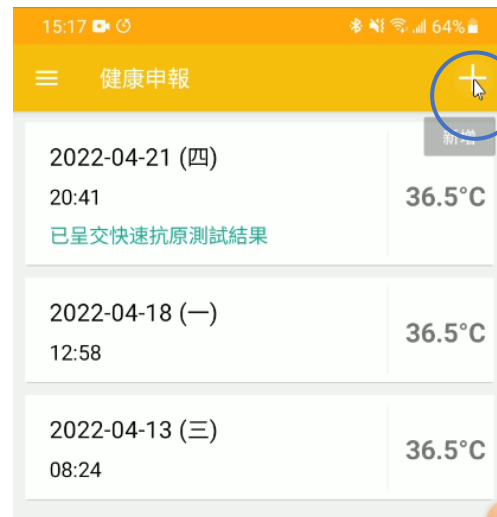 15:17 64%
健康申報
新增
2022-04-21 (四)
20:41
36.5°C
已呈交快速抗原測試結果
2022-04-18 (一)
12:58
36.5°C
2022-04-13 (三)
08:24
36.5°C